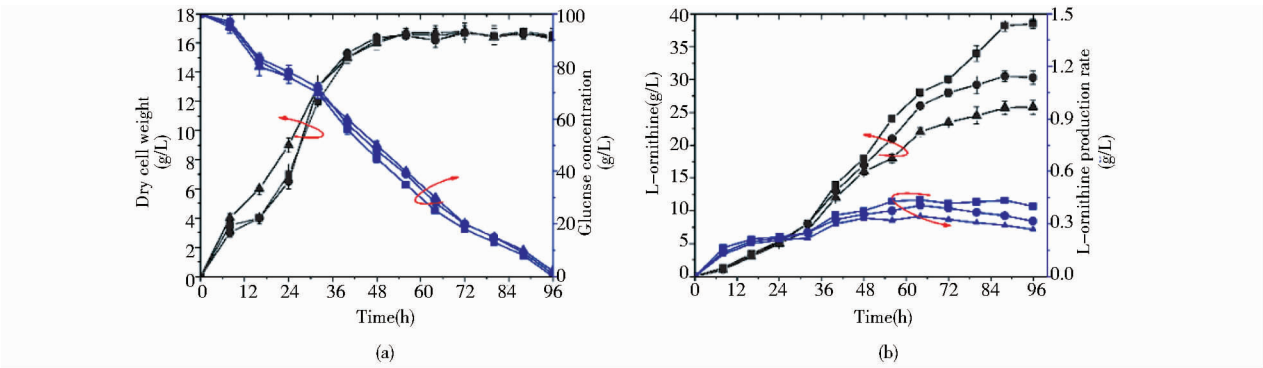 18
16
14
12
10
8
6
4
2
0
Dry cell weight
(g/L)
100
80
60
40
20
0
Gluense concentration
(g/L)
0 12 24 36 48 60 72 84 96
Time(h)
(a)
40
35
30
25
20
15
10
5
0
L-ornithine(g/L)
1.5
1.2
0.9
0.6
0.3
0.0
L-ornithine production rate
(g/L)
0 12 24 36 48 60 72 84 96
Time(h)
(b)